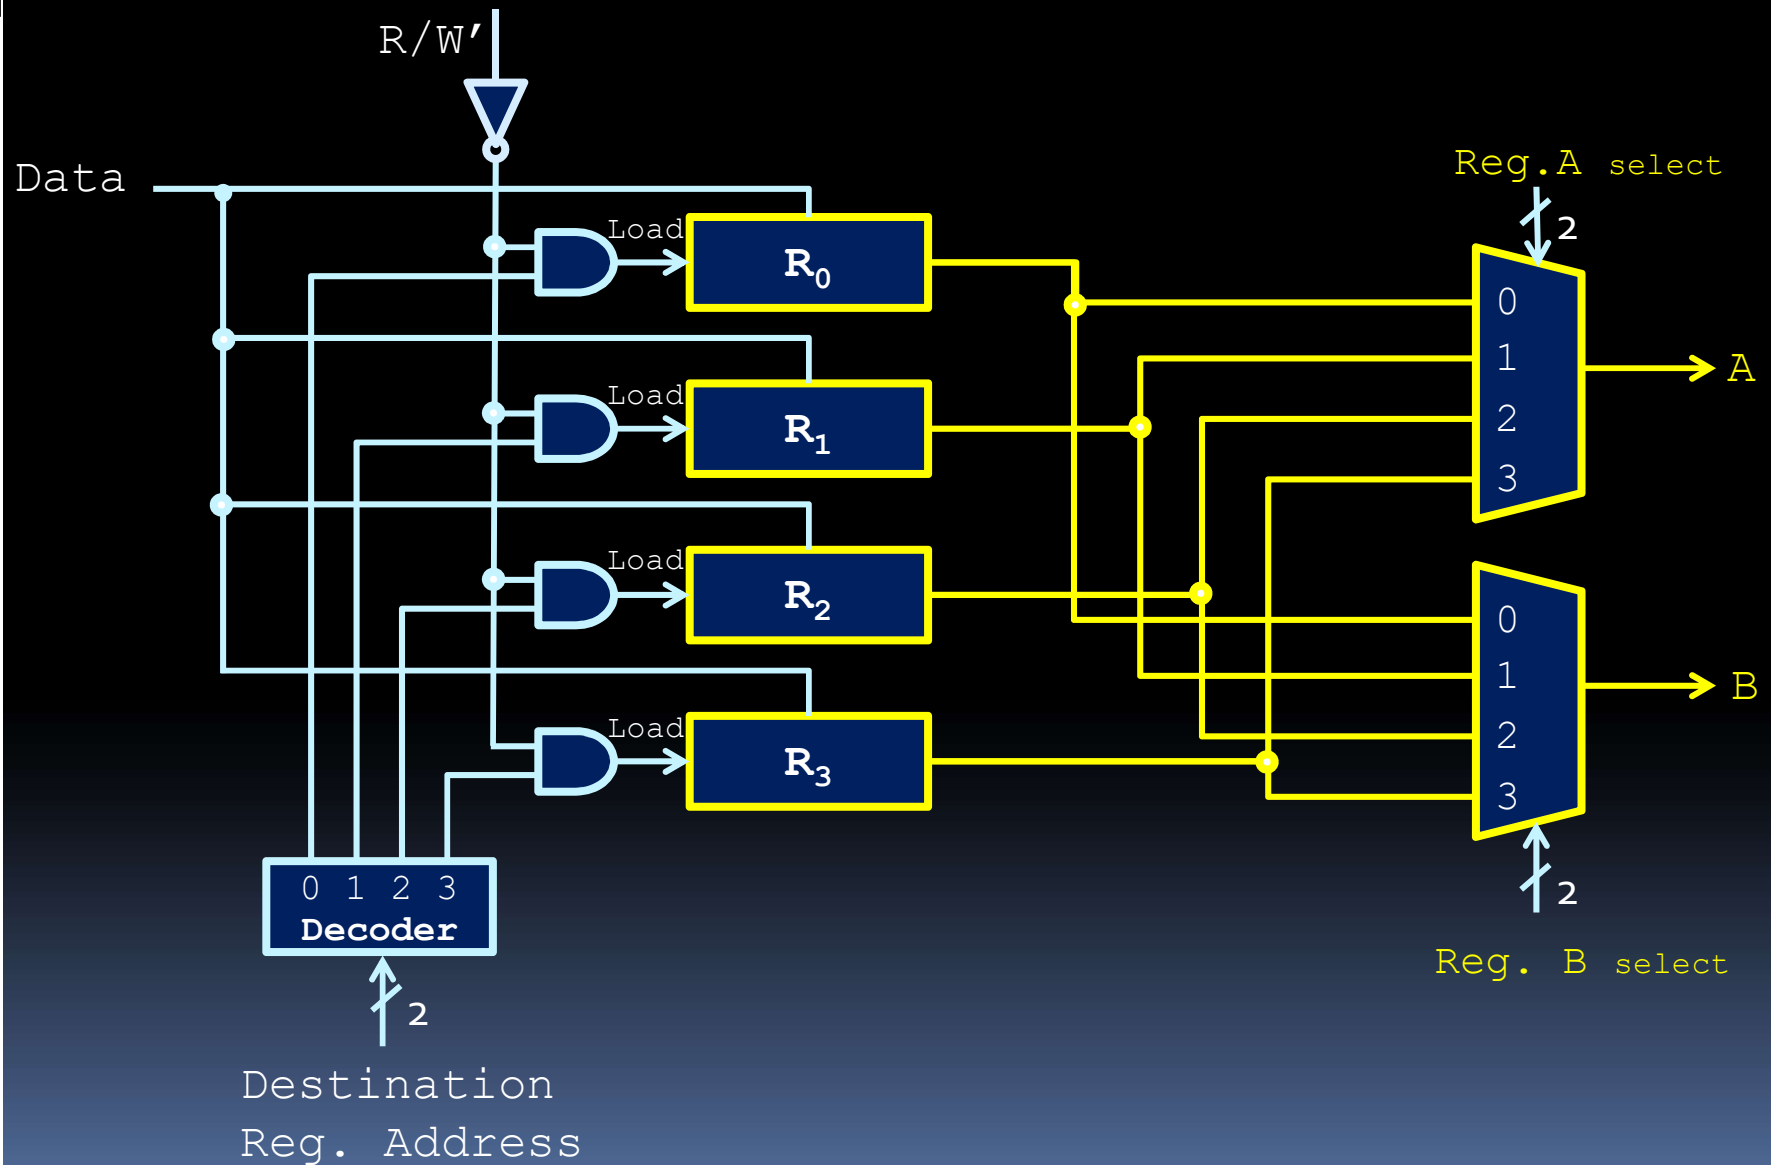 R/W’
Data
Reg.A select
2
Load
R0
0
1
2
3
A
Load
R1
Load
R2
0
1
2
3
B
Load
R3
0 1 2 3
Decoder
2
Reg. B select
2
Destination
Reg. Address